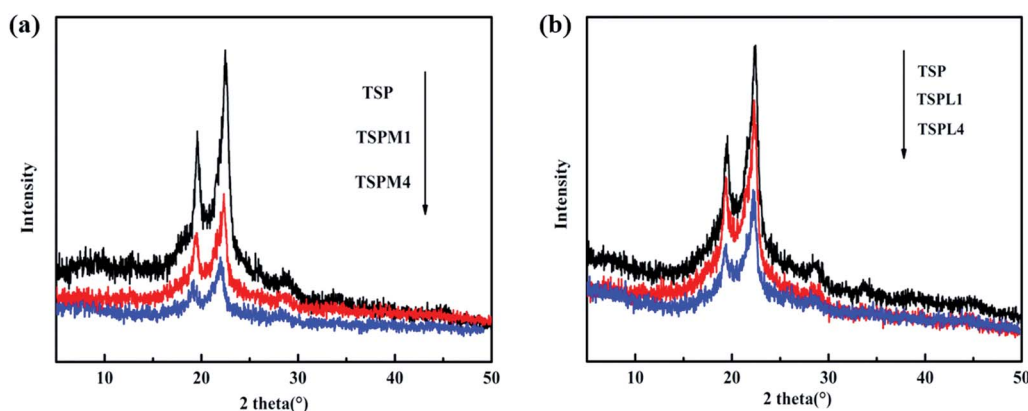 (a)
TSP
TSPM1
TSPM4
Intensity
10 20 30 40 50
2 theta(°)
(b)
TSP
TSPL1
TSPL4
Intensity
10 20 30 40 50
2 theta(°)